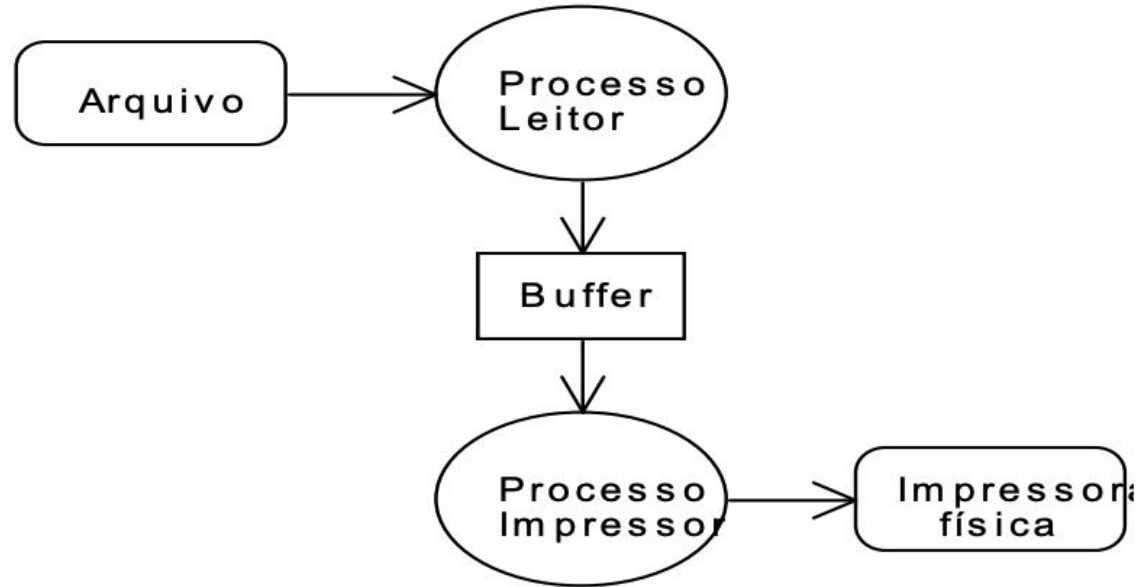 Arquivo
Processo
Leitor
Buffer
Processo
Impressor
Impressora
física